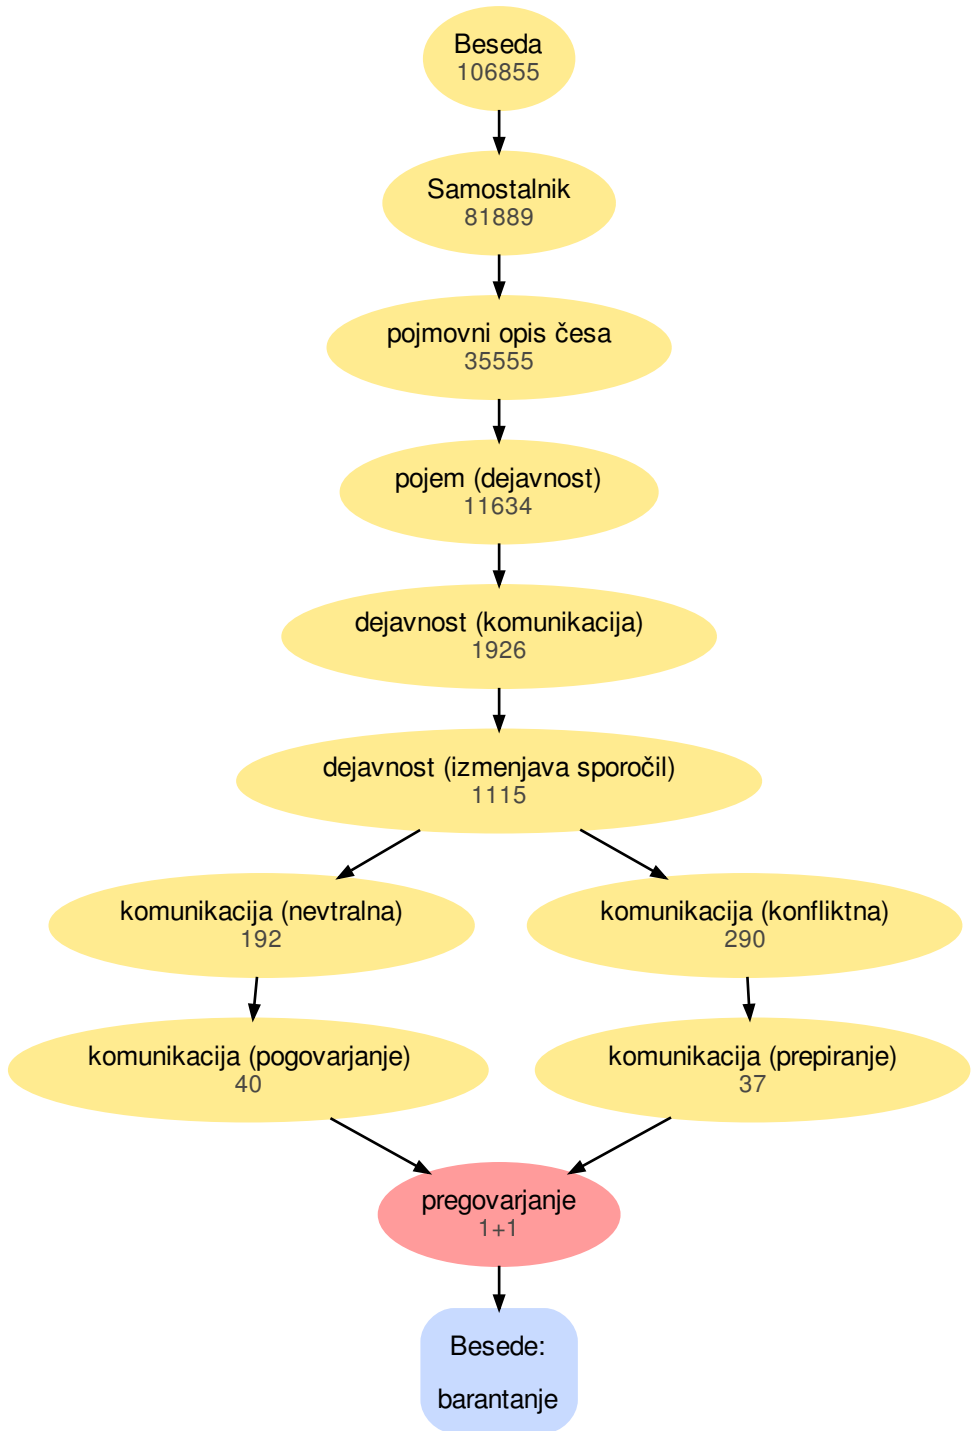 Beseda
106855
Samostalnik
81889
pojmovni opis česa
35555
pojem (dejavnost)
11634
dejavnost (komunikacija)
1926
dejavnost (izmenjava sporočil)
1115
komunikacija (nevtralna)
192
komunikacija (konfliktna)
290
komunikacija (pogovarjanje)
40
komunikacija (prepiranje)
37
pregovarjanje
1+1
Besede:
barantanje